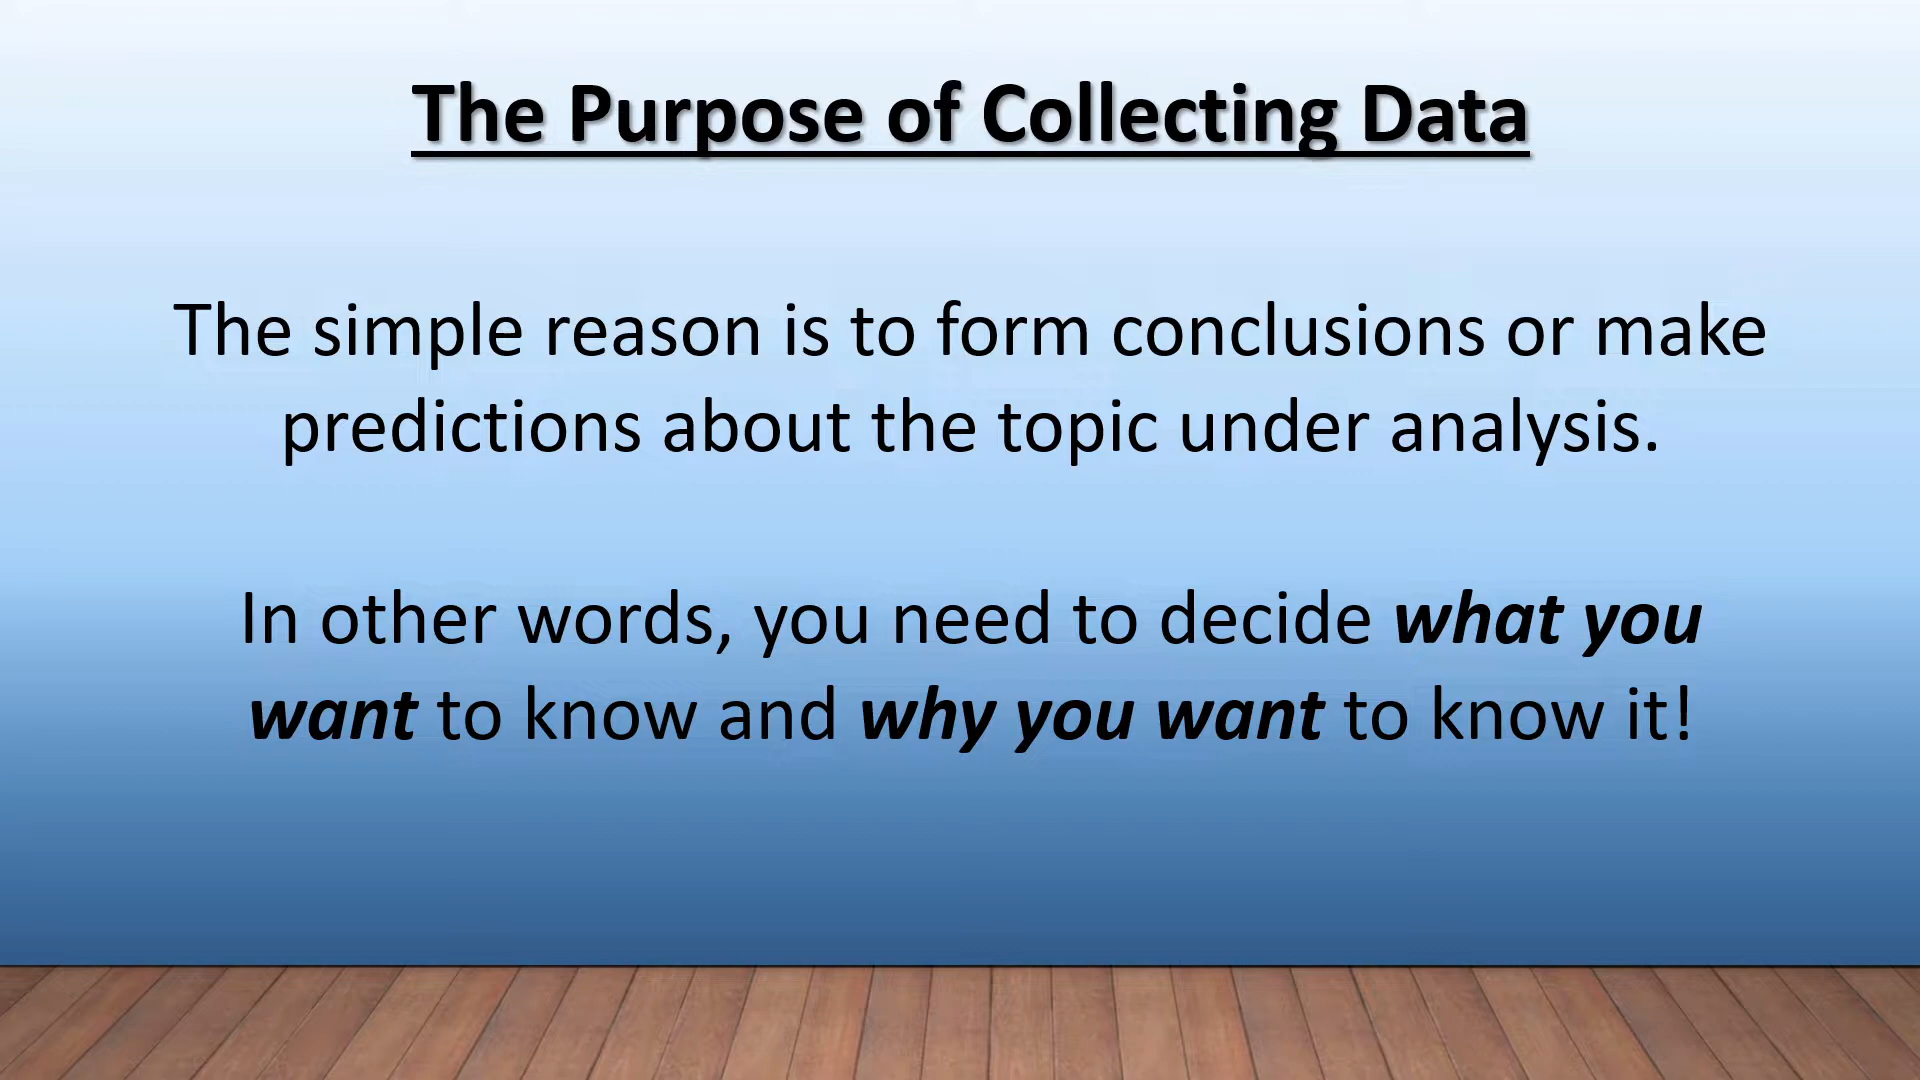 The Purpose of Collecting Data
The simple reason is to form conclusions or make
predictions about the topic under analysis.
In other words, you need to decide what you
want to know and why you want to know it!